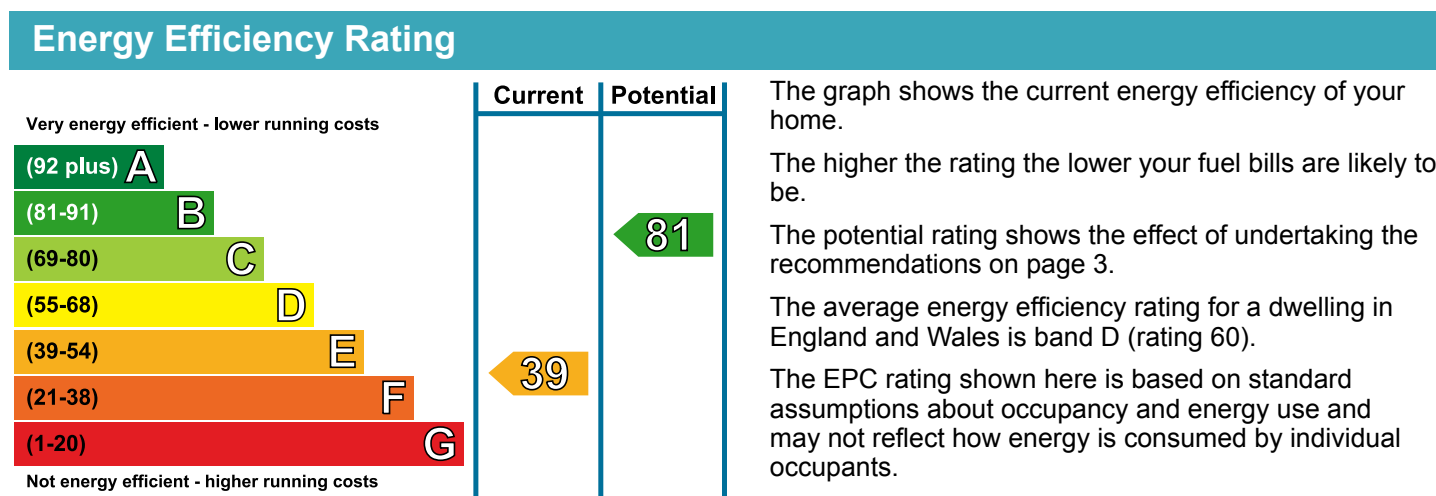 Energy Efficiency Rating
Current Potential
Very energy efficient - lower running costs
(92 plus) A
(81-91) B
81
(69-80) C
(55-68) D
(39-54) E
39
(21-38) F
(1-20) G
Not energy efficient - higher running costs
The graph shows the current energy efficiency of your
home.
The higher the rating the lower your fuel bills are likely to
be.
The potential rating shows the effect of undertaking the
recommendations on page 3.
The average energy efficiency rating for a dwelling in
England and Wales is band D (rating 60).
The EPC rating shown here is based on standard
assumptions about occupancy and energy use and
may not reflect how energy is consumed by individual
occupants.